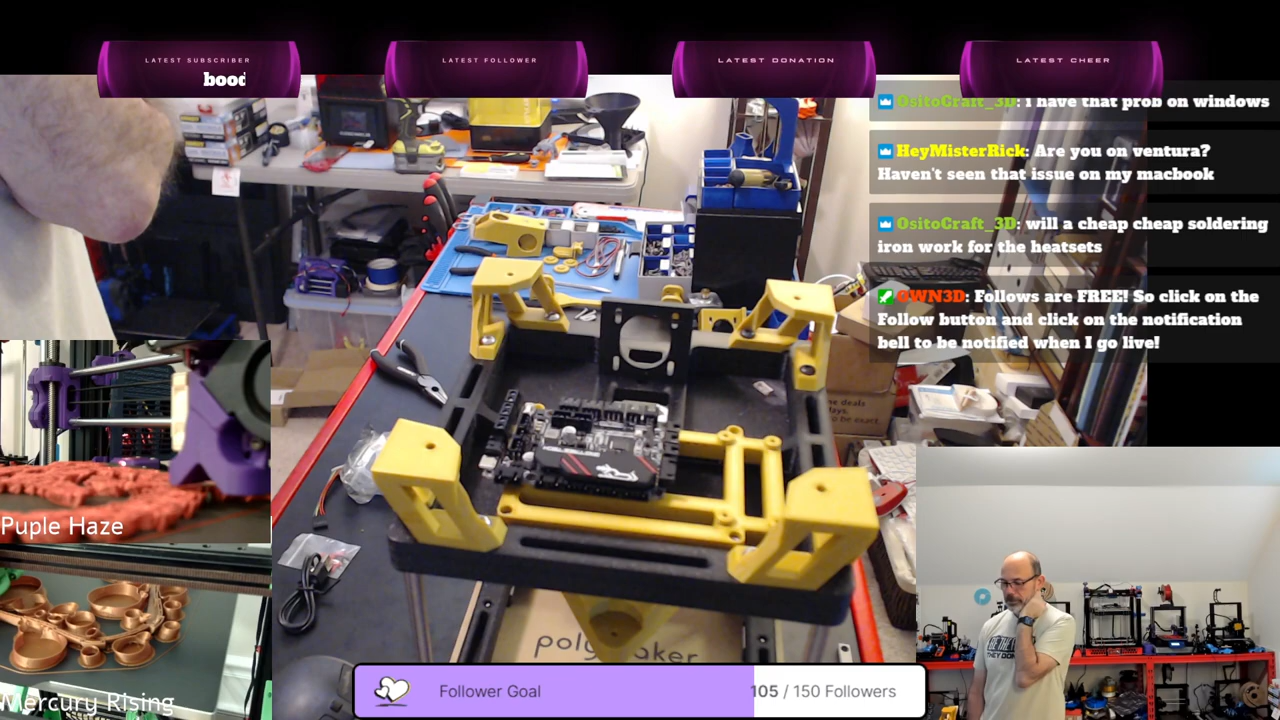 LATEST SUBSCRIBER
LATEST FOLLOWER
LATEST DONATION
LATEST CHEER
OsitoCraft_3D: i have that prob on windows
HeyMisterRick: Are you on ventura?
Haven't seen that issue on my macbook
OsitoCraft_3D: will a cheap cheap soldering
iron work for the heatsets
OWN3D: Follows are FREE! So click on the
Follow button and click on the notification
bell to be notified when I go live!
Puple Haze
Mercury Rising
Follower Goal
105 / 150 Followers